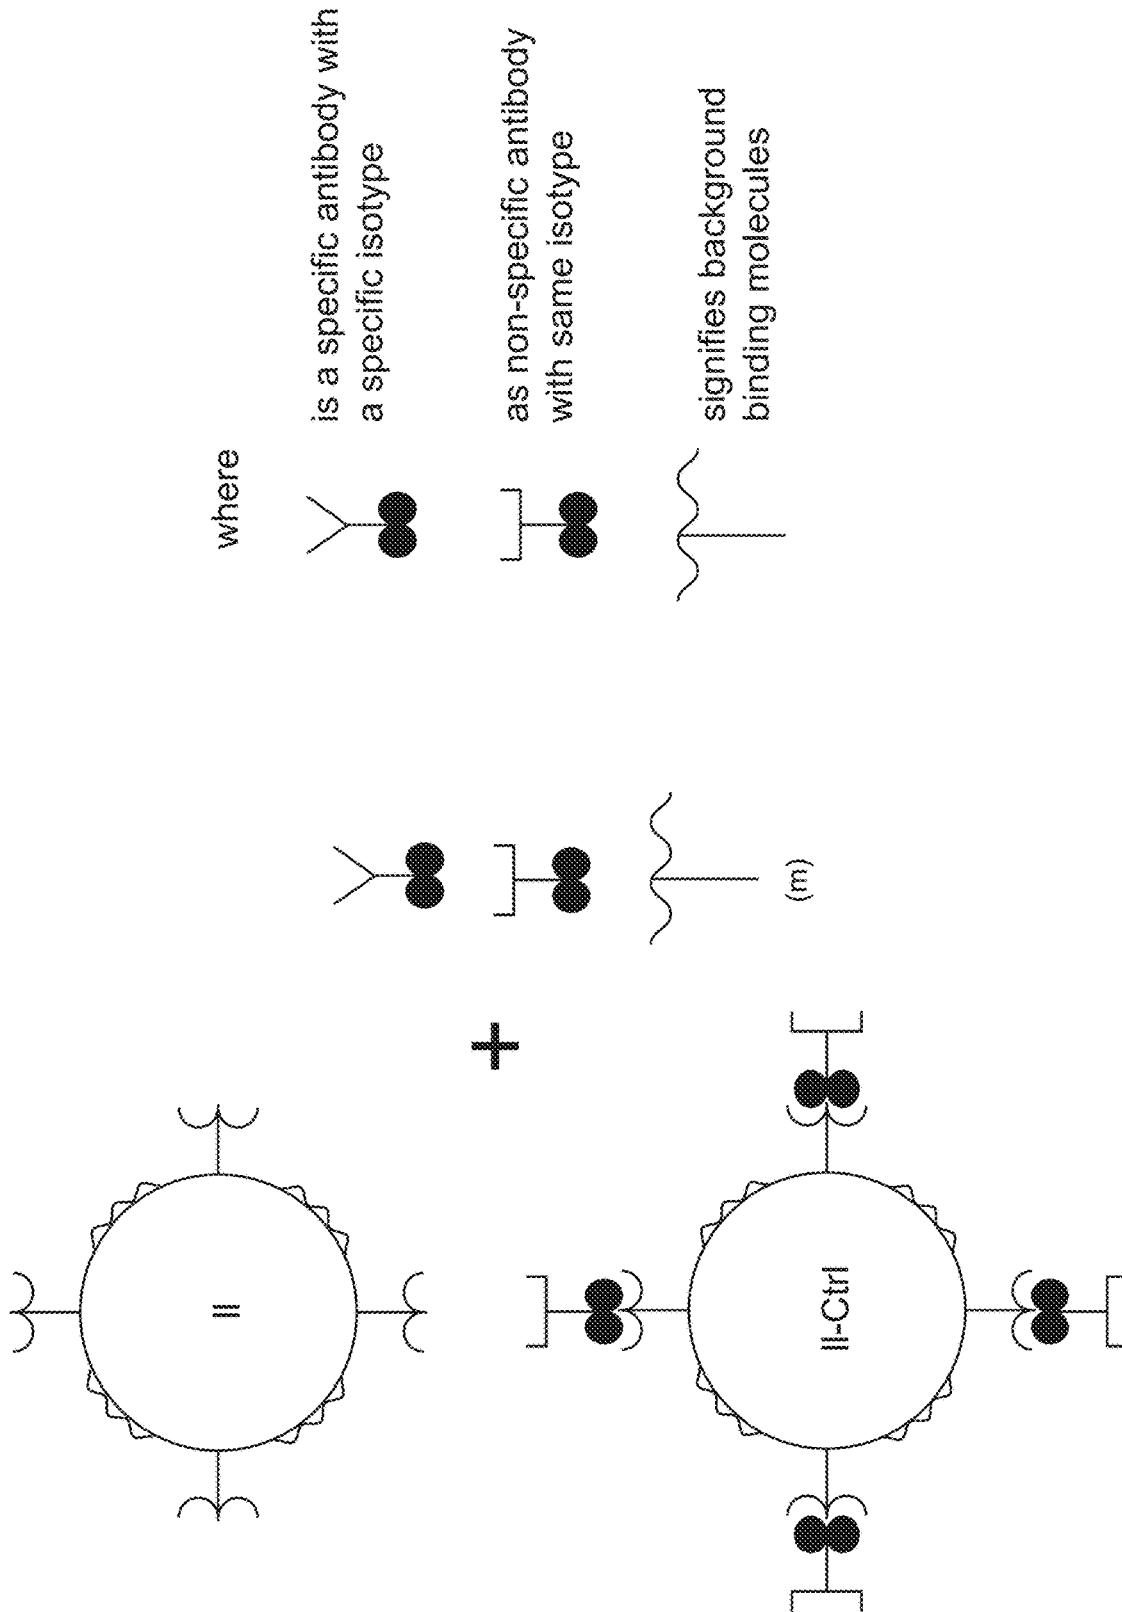 II
II-Ctrl
+
(m)
where
is a specific antibody with
a specific isotype
as non-specific antibody
with same isotype
signifies background
binding molecules